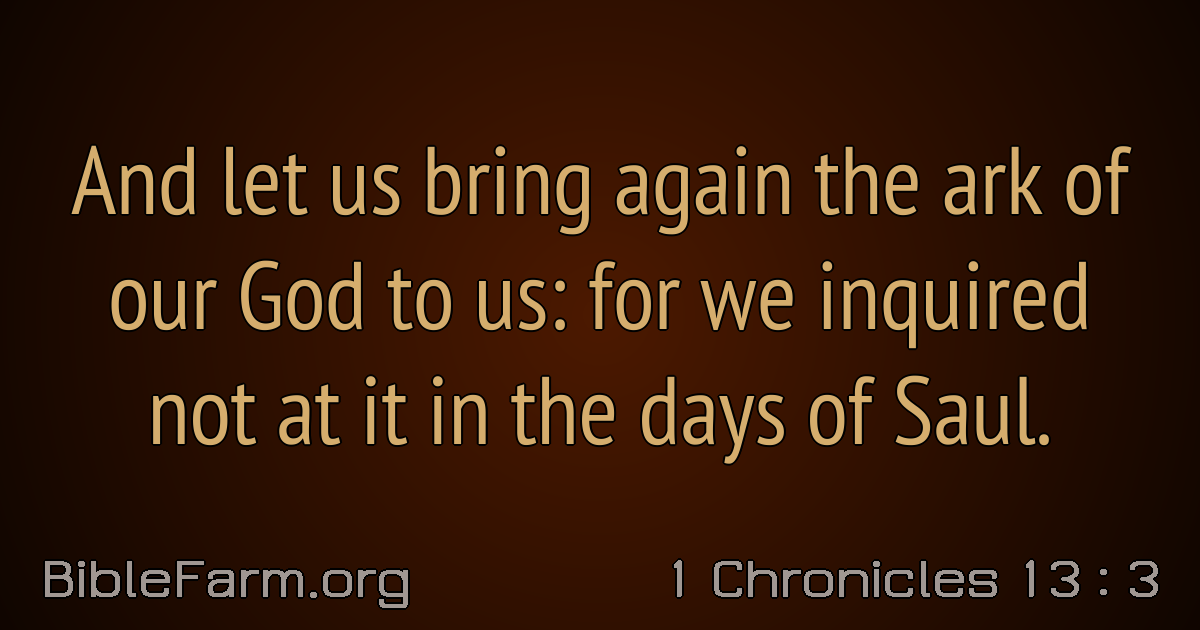 And let us bring again the ark of
our God to us: for we inquired
not at it in the days of Saul.
BibleFarm.org
1 Chronicles 13 : 3